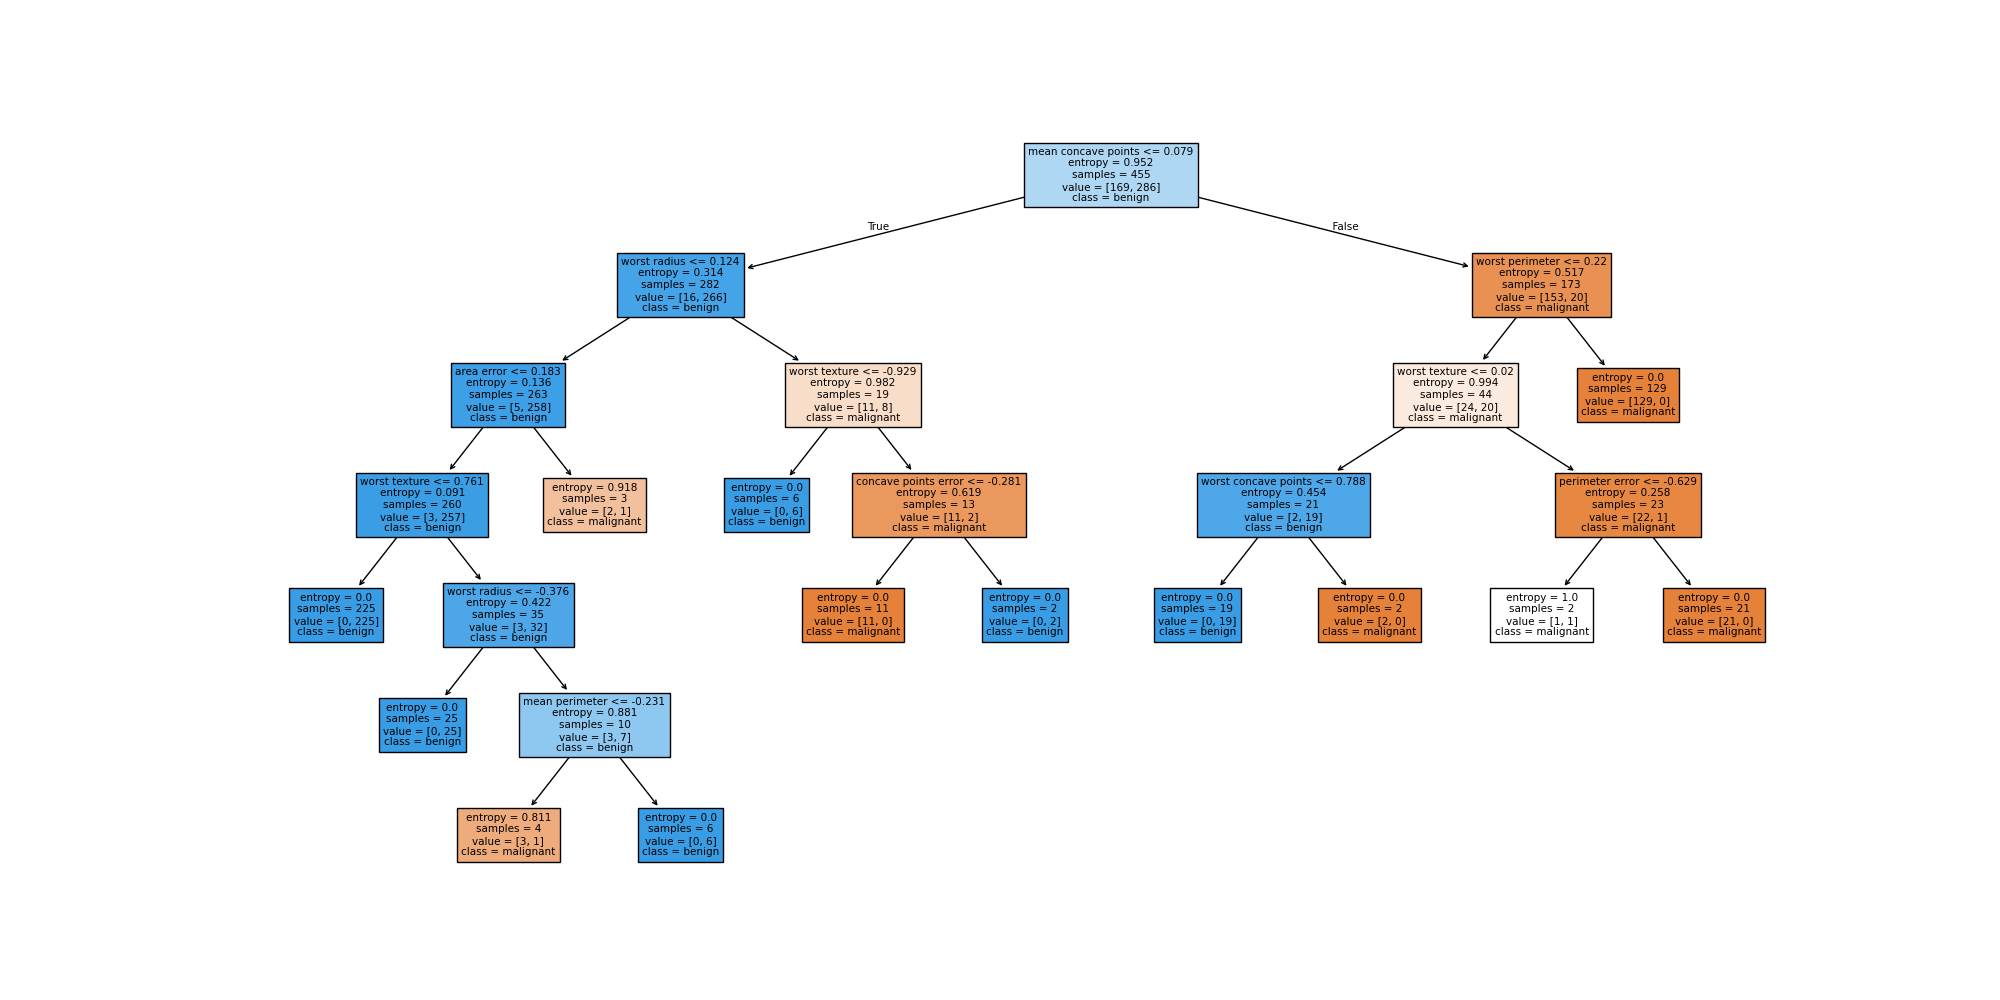 mean concave points <= 0.079
entropy = 0.952
samples = 455
value = [169, 286]
class = benign
True
False
worst radius <= 0.124
entropy = 0.314
samples = 282
value = [16, 266]
class = benign
worst perimeter <= 0.22
entropy = 0.517
samples = 173
value = [153, 20]
class = malignant
area error <= 0.183
entropy = 0.136
samples = 263
value = [5, 258]
class = benign
worst texture <= -0.929
entropy = 0.982
samples = 19
value = [11, 8]
class = malignant
worst texture <= 0.02
entropy = 0.994
samples = 44
value = [24, 20]
class = malignant
entropy = 0.0
samples = 129
value = [129, 0]
class = malignant
worst texture <= 0.761
entropy = 0.091
samples = 260
value = [3, 257]
class = benign
entropy = 0.918
samples = 3
value = [2, 1]
class = malignant
entropy = 0.0
samples = 6
value = [0, 6]
class = benign
concave points error <= -0.281
entropy = 0.619
samples = 13
value = [11, 2]
class = malignant
worst concave points <= 0.788
entropy = 0.454
samples = 21
value = [2, 19]
class = benign
perimeter error <= -0.629
entropy = 0.258
samples = 23
value = [22, 1]
class = malignant
entropy = 0.0
samples = 225
value = [0, 225]
class = benign
worst radius <= -0.376
entropy = 0.422
samples = 35
value = [3, 32]
class = benign
entropy = 0.0
samples = 11
value = [11, 0]
class = malignant
entropy = 0.0
samples = 2
value = [0, 2]
class = benign
entropy = 0.0
samples = 19
value = [0, 19]
class = benign
entropy = 0.0
samples = 2
value = [2, 0]
class = malignant
entropy = 1.0
samples = 2
value = [1, 1]
class = malignant
entropy = 0.0
samples = 21
value = [21, 0]
class = malignant
entropy = 0.0
samples = 25
value = [0, 25]
class = benign
mean perimeter <= -0.231
entropy = 0.881
samples = 10
value = [3, 7]
class = benign
entropy = 0.811
samples = 4
value = [3, 1]
class = malignant
entropy = 0.0
samples = 6
value = [0, 6]
class = benign